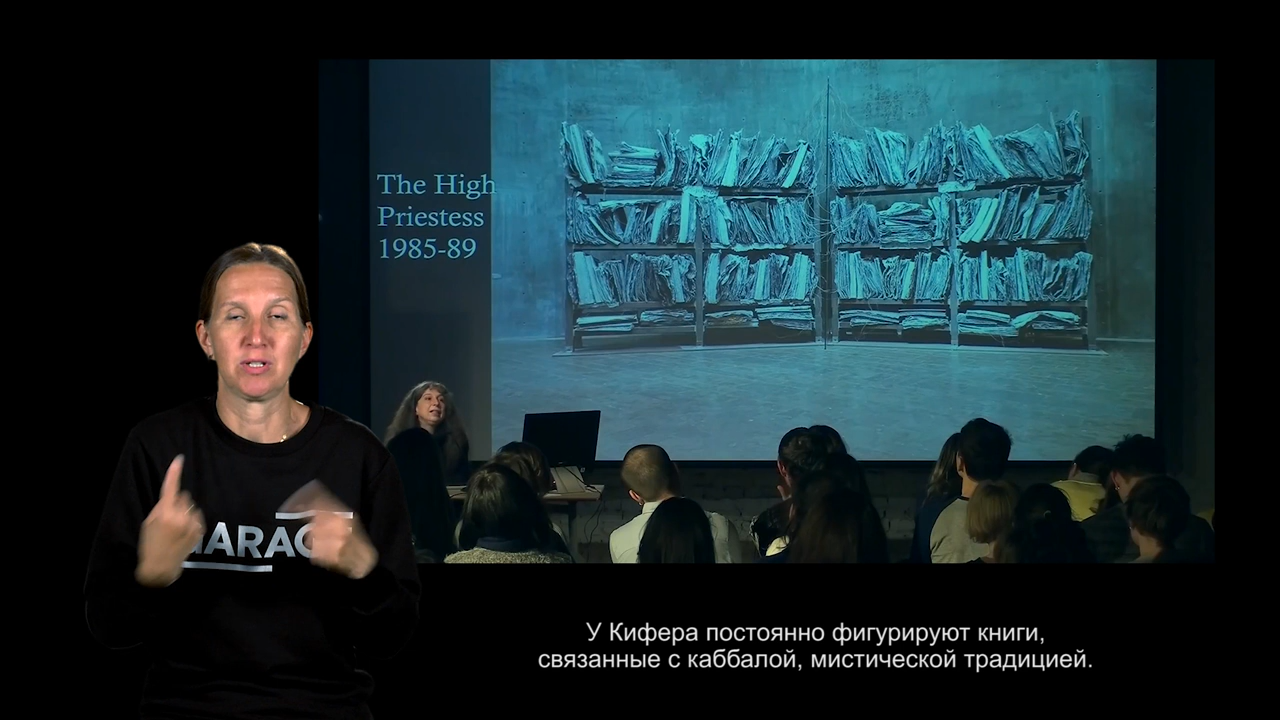 The High
Priestess
1985-89
У Кифера постоянно фигурируют книги,
связанные с каббалой, мистической традицией.